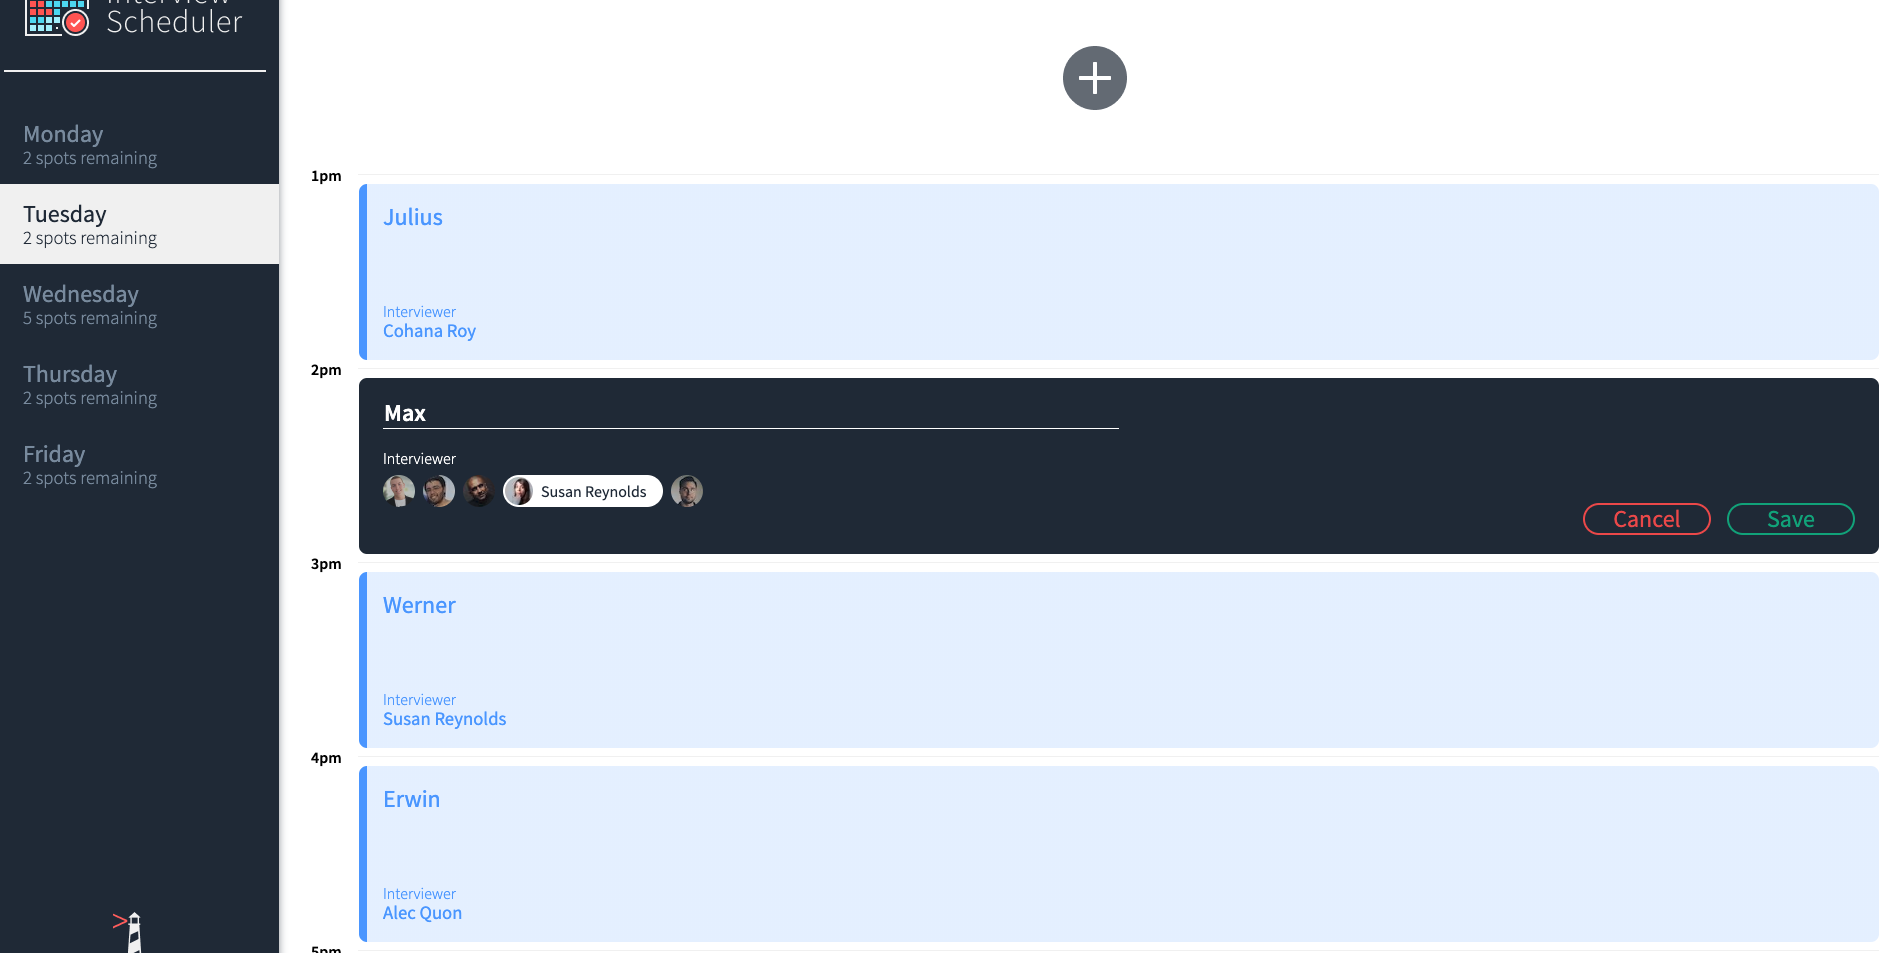 Interview
Scheduler
Monday
2 spots remaining
Tuesday
2 spots remaining
Wednesday
5 spots remaining
Thursday
2 spots remaining
Friday
2 spots remaining
1pm
Julius
Interviewer
Cohana Roy
2pm
Max
Interviewer
Susan Reynolds
Cancel
Save
3pm
Werner
Interviewer
Susan Reynolds
4pm
Erwin
Interviewer
Alec Quon
5pm